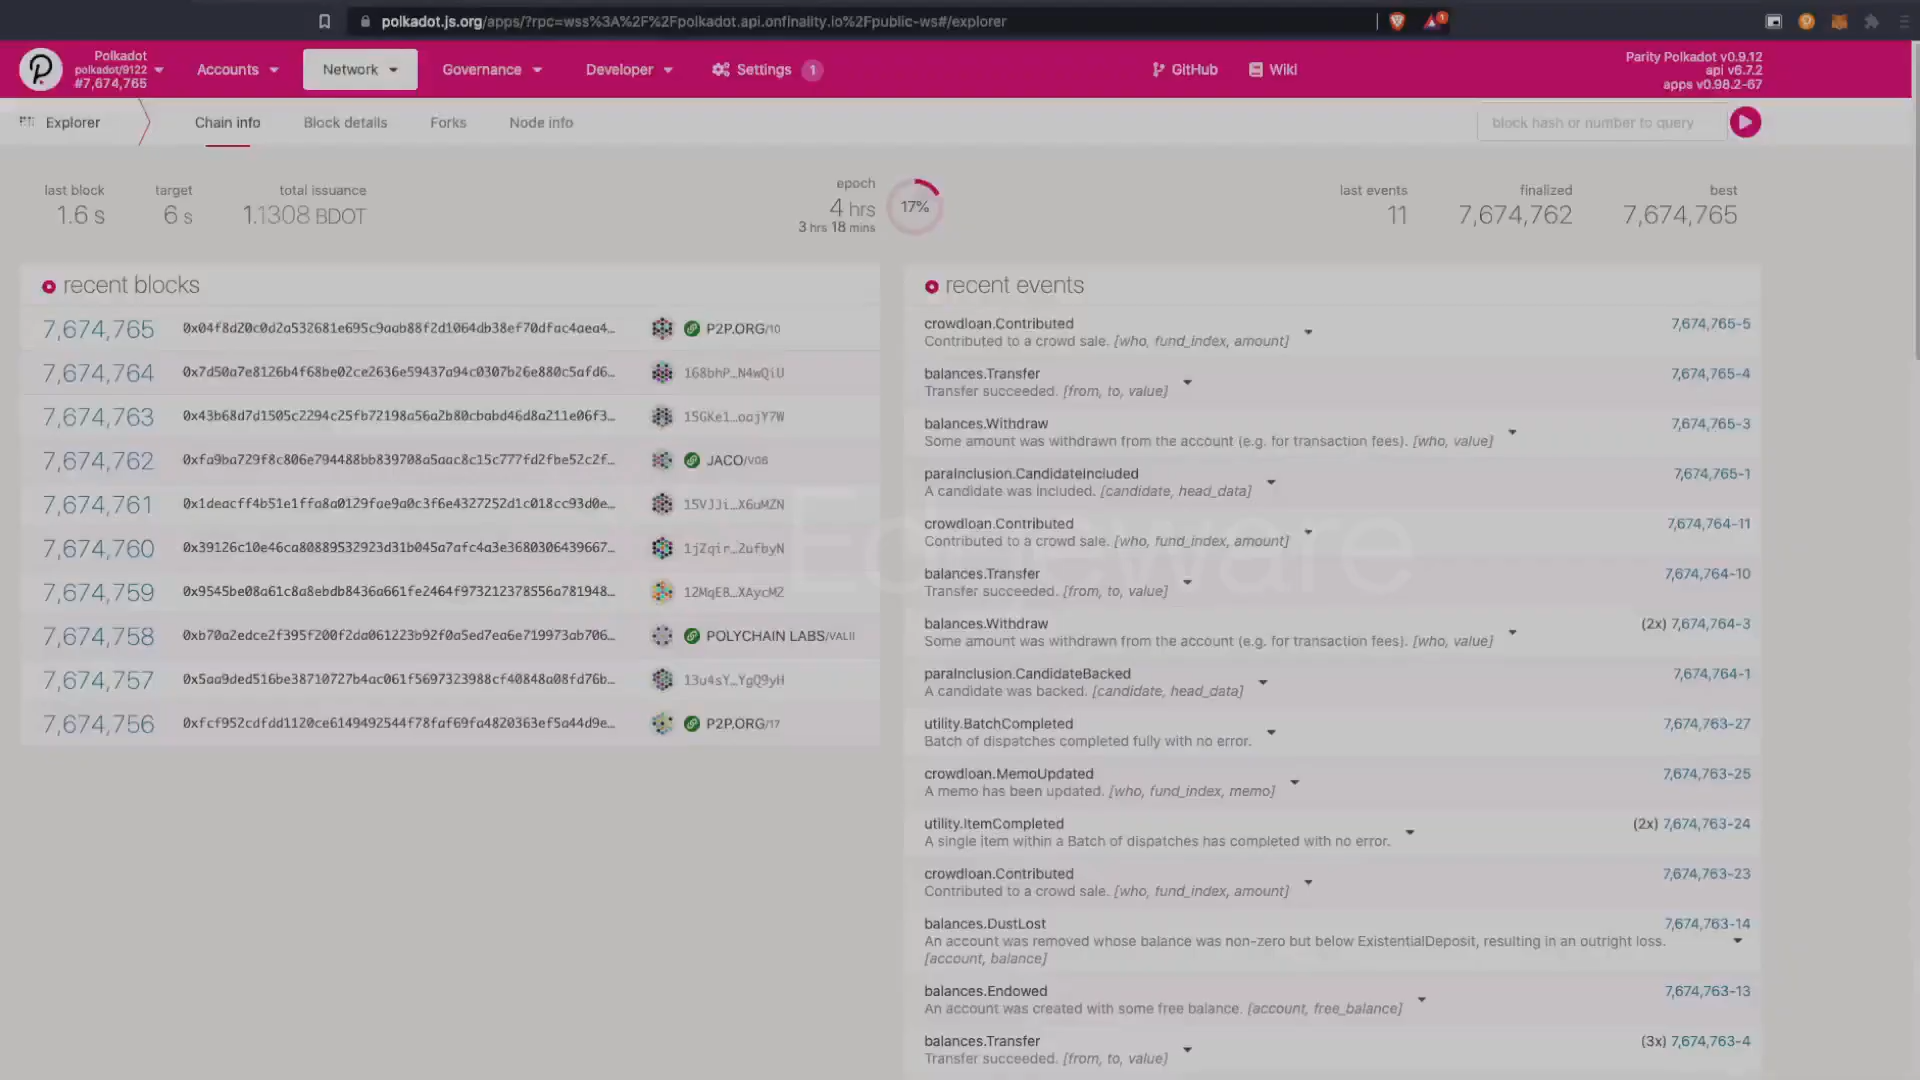 polkadot.js.org/apps/?rpc=wss%3A%2F%2Fpolkadot.api.onfinality.io%2Fpublic-ws#/explorer
1
Polkadot
polkadot/9122
#7,674,765
Accounts
Network
Governance
Developer
Settings 1
GitHub
Wiki
Parity Polkadot v0.9.12
api v6.7.2
apps v0.98.2-67
Explorer
Chain info
Block details
Forks
Node info
block hash or number to query
last block
1.6 s
target
6 s
total issuance
1.1308 BDOT
epoch
4 hrs
3 hrs 18 mins
17%
last events
11
finalized
7,674,762
best
7,674,765
recent blocks
7,674,765 0x04f8d20c0d2a532681e695c9aab88f2d1064db38ef70dfac4aea4… P2P.ORG/10
7,674,764 0x7d50a7e8126b4f68be02ce2636e59437a94c0307b26e880c5afd6… 168bhP…N4wQiU
7,674,763 0x43b68d7d1505c2294c25fb72198a56a2b80cbabd46d8a211e06f3… 15GKe1…oajY7W
7,674,762 0xfa9ba729f8c806e794488bb839708a5aac8c15c777fd2fbe52c2f… JACO/V06
7,674,761 0x1deacff4b51e1ffa8a0129fae9a0c3f6e4327252d1c018cc93d0e… 15VJJi…X6uMZN
7,674,760 0x39126c10e46ca80889532923d31b045a7afc4a3e3680306439667… 1jZqir…2ufbyN
7,674,759 0x9545be08a61c8a8ebdb8436a661fe2464f973212378556a781948… 12MqE8…XAycMZ
7,674,758 0xb70a2edce2f395f200f2da061223b92f0a5ed7ea6e719973ab706… POLYCHAIN LABS/VALII
7,674,757 0x5aa9ded516be38710727b4ac061f5697323988cf40848a08fd76b… 13u4sY…YgQ9yH
7,674,756 0xfcf952cdfdd1120ce6149492544f78faf69fa4820363ef5a44d9e… P2P.ORG/17
recent events
crowdloan.Contributed 7,674,765-5
Contributed to a crowd sale. [who, fund_index, amount]
balances.Transfer 7,674,765-4
Transfer succeeded. [from, to, value]
balances.Withdraw 7,674,765-3
Some amount was withdrawn from the account (e.g. for transaction fees). [who, value]
paraInclusion.CandidateIncluded 7,674,765-1
A candidate was included. [candidate, head_data]
crowdloan.Contributed 7,674,764-11
Contributed to a crowd sale. [who, fund_index, amount]
balances.Transfer 7,674,764-10
Transfer succeeded. [from, to, value]
balances.Withdraw (2x) 7,674,764-3
Some amount was withdrawn from the account (e.g. for transaction fees). [who, value]
paraInclusion.CandidateBacked 7,674,764-1
A candidate was backed. [candidate, head_data]
utility.BatchCompleted 7,674,763-27
Batch of dispatches completed fully with no error.
crowdloan.MemoUpdated 7,674,763-25
A memo has been updated. [who, fund_index, memo]
utility.ItemCompleted (2x) 7,674,763-24
A single item within a Batch of dispatches has completed with no error.
crowdloan.Contributed 7,674,763-23
Contributed to a crowd sale. [who, fund_index, amount]
balances.DustLost 7,674,763-14
An account was removed whose balance was non-zero but below ExistentialDeposit, resulting in an outright loss.
[account, balance]
balances.Endowed 7,674,763-13
An account was created with some free balance. [account, free_balance]
balances.Transfer (3x) 7,674,763-4
Transfer succeeded. [from, to, value]
Edgeware